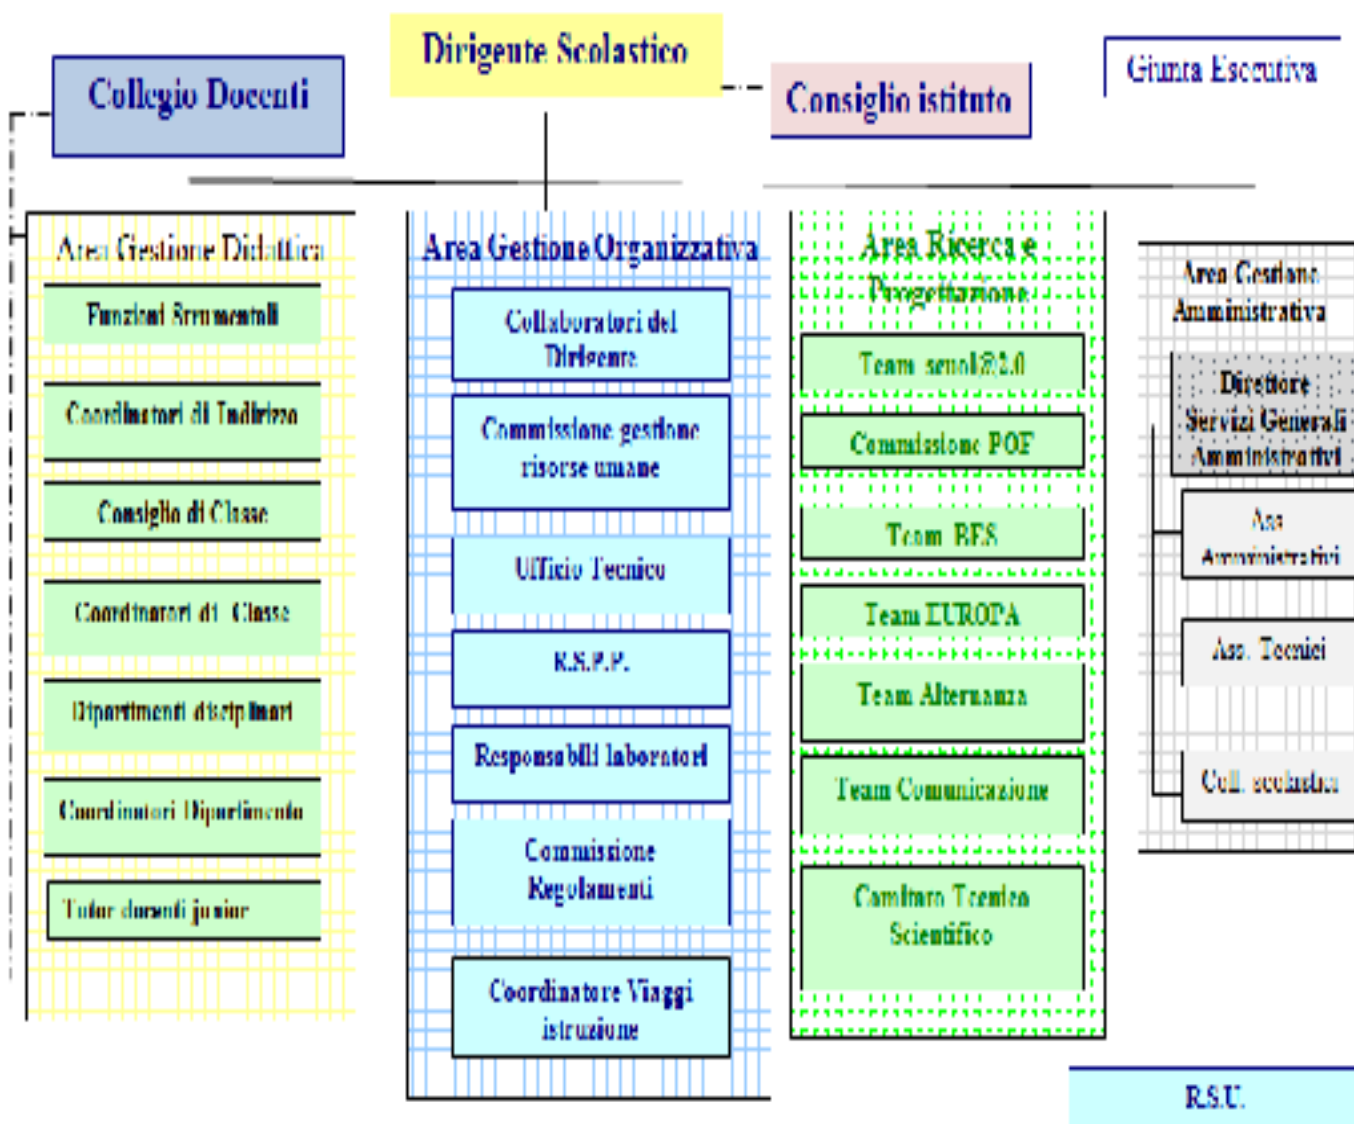 Dirigente Scolastico
Collegio Docenti
Consiglio istituto
Giunta Esecutiva
Area Gestione Didattica
Funzioni Strumentali
Coordinatori di Indirizzo
Consiglio di Classe
Coordinatori di Classe
Dipartimenti disciplinari
Coordinatori Dipartimento
Tutor docenti junior
Area Gestione Organizzativa
Collaboratori del
Dirigente
Commissione gestione
risorse umane
Ufficio Tecnico
R.S.P.P.
Responsabili laboratori
Commissione
Regolamenti
Coordinatore Viaggi
istruzione
Area Ricerca e
Progettazione
Team scuol@2.0
Commissione POF
Team BES
Team EUROPA
Team Alternanza
Team Comunicazione
Comitato Tecnico
Scientifico
Area Gestione
Amministrativa
Direttore
Servizi Generali
Amministrativi
Ass
Amministrativi
Ass. Tecnici
Coll. scolastici
R.S.U.